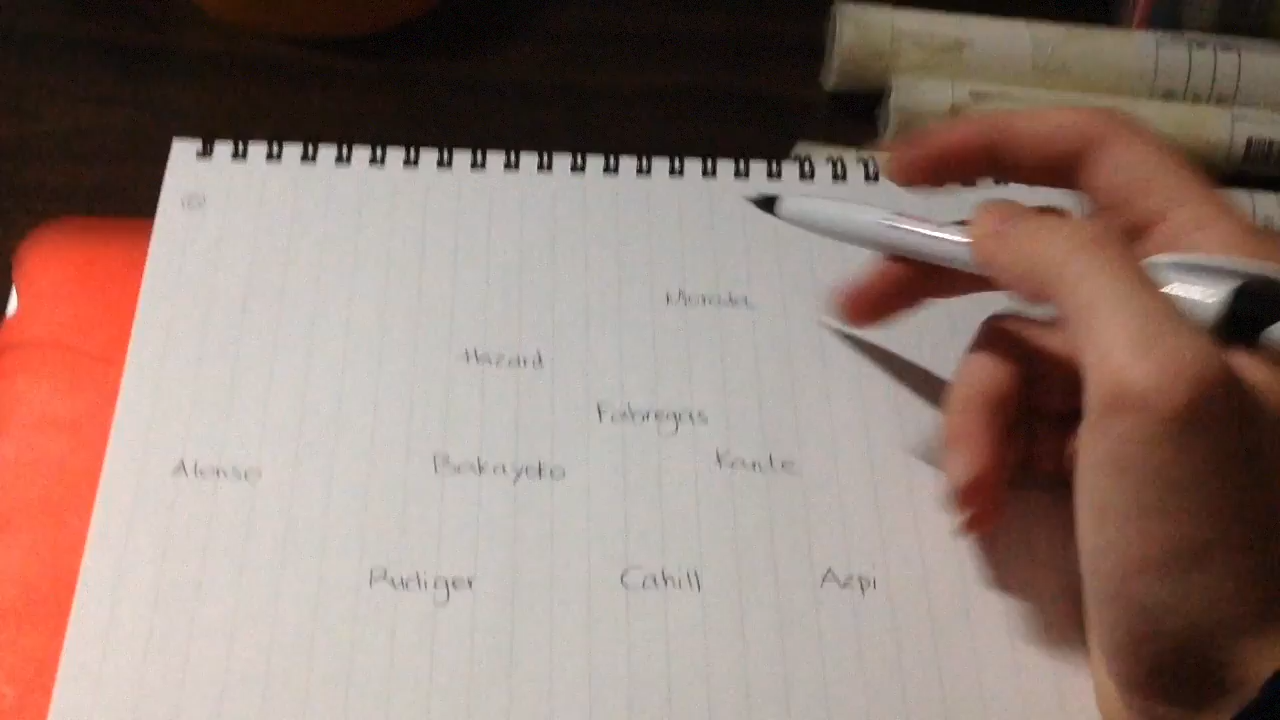 Morata
Hazard
Fabregas
Alonso Bakayoko Kante
Rudiger Cahill Azpi